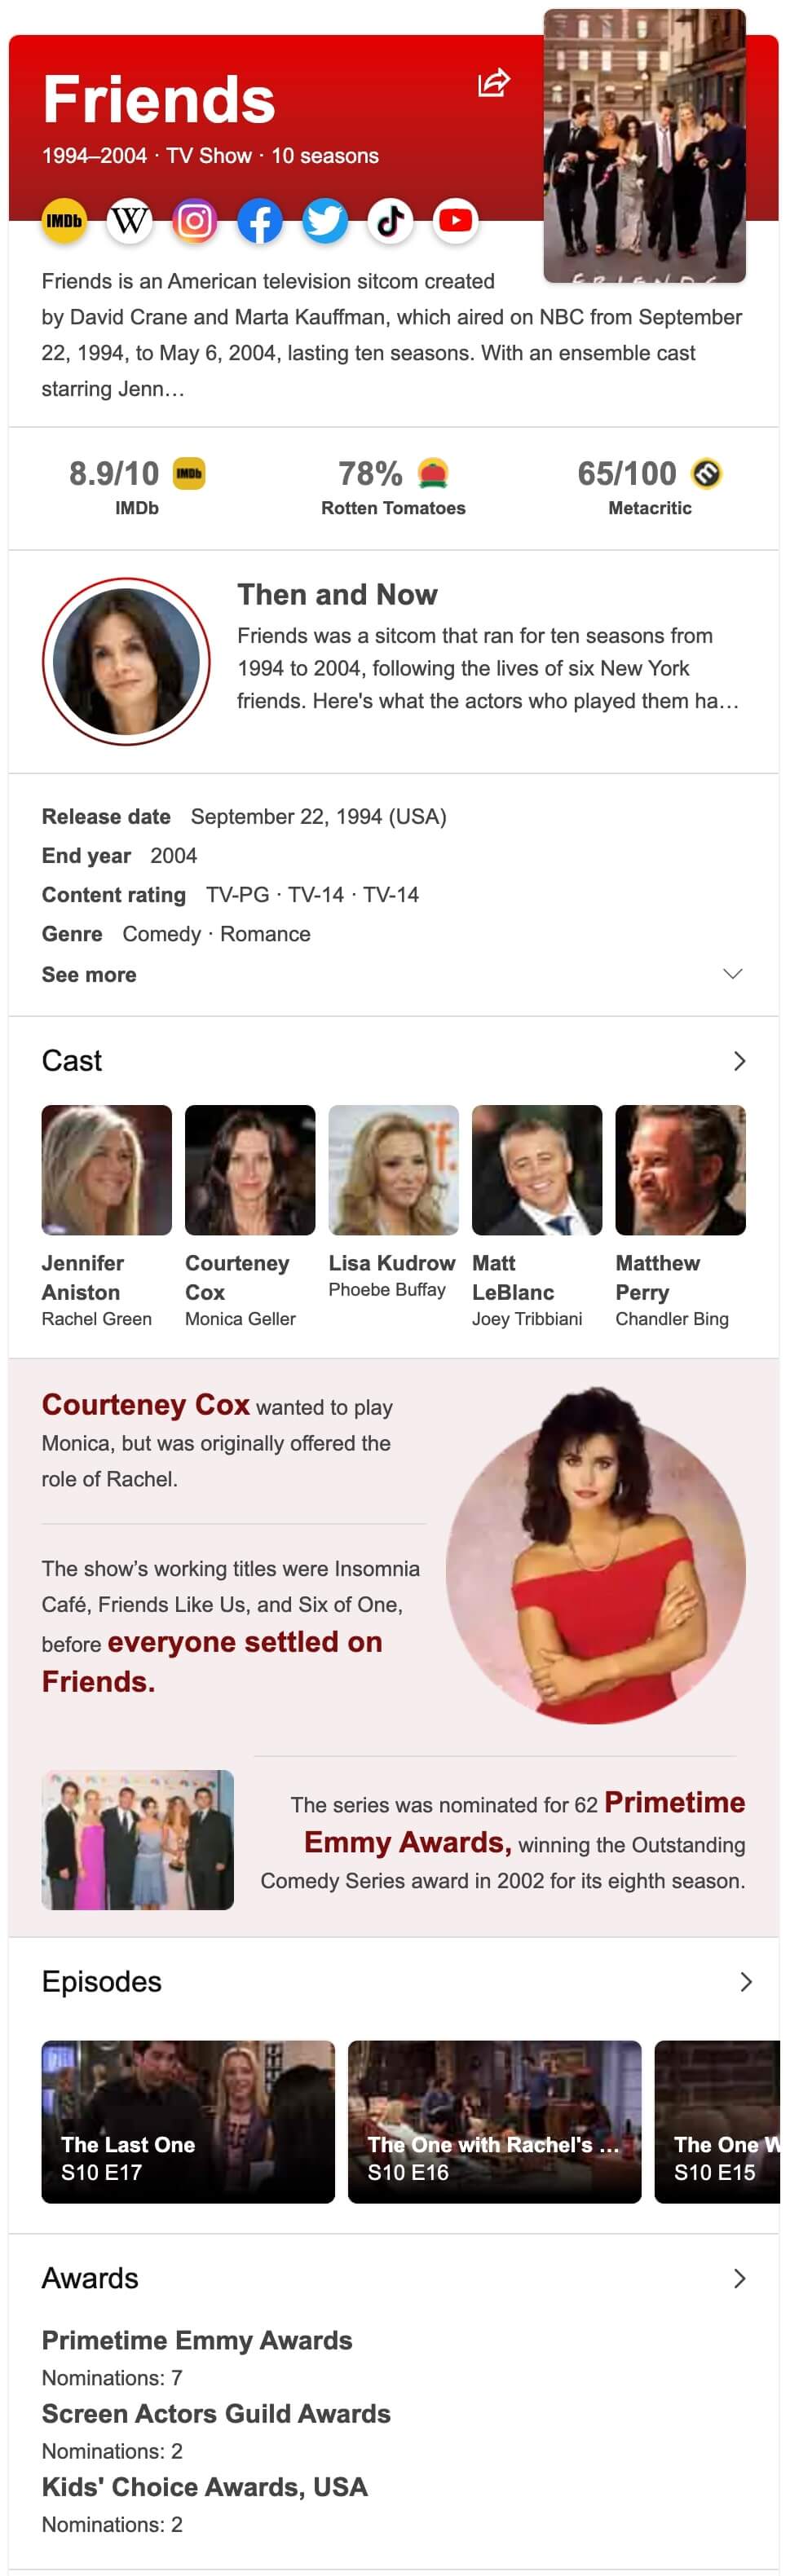 Friends
1994–2004 · TV Show · 10 seasons
IMDb
W
FRIENDS
Friends is an American television sitcom created
by David Crane and Marta Kauffman, which aired on NBC from September
22, 1994, to May 6, 2004, lasting ten seasons. With an ensemble cast
starring Jenn…
8.9/10 IMDb
IMDb
78%
Rotten Tomatoes
65/100 m
Metacritic
Then and Now
Friends was a sitcom that ran for ten seasons from
1994 to 2004, following the lives of six New York
friends. Here's what the actors who played them ha…
Release date September 22, 1994 (USA)
End year 2004
Content rating TV-PG · TV-14 · TV-14
Genre Comedy · Romance
See more
Cast
Jennifer
Aniston
Rachel Green
Courteney
Cox
Monica Geller
Lisa Kudrow
Phoebe Buffay
Matt
LeBlanc
Joey Tribbiani
Matthew
Perry
Chandler Bing
Courteney Cox wanted to play
Monica, but was originally offered the
role of Rachel.
The show’s working titles were Insomnia
Café, Friends Like Us, and Six of One,
before everyone settled on
Friends.
The series was nominated for 62 Primetime
Emmy Awards, winning the Outstanding
Comedy Series award in 2002 for its eighth season.
Episodes
The Last One
S10 E17
The One with Rachel's ...
S10 E16
The One W
S10 E15
Awards
Primetime Emmy Awards
Nominations: 7
Screen Actors Guild Awards
Nominations: 2
Kids' Choice Awards, USA
Nominations: 2